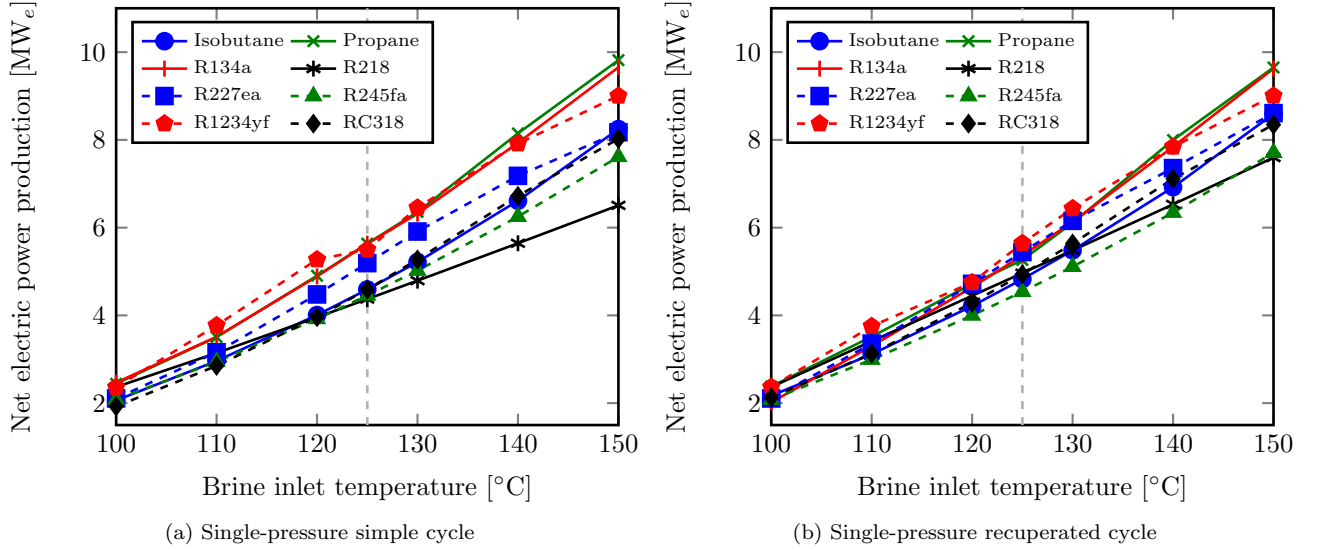 Net electric power production [MWe]
10
8
6
4
2
Isobutane Propane
R134a R218
R227ea R245fa
R1234yf RC318
100 110 120 130 140 150
Brine inlet temperature [°C]
(a) Single-pressure simple cycle
Net electric power production [MWe]
10
8
6
4
2
Isobutane Propane
R134a R218
R227ea R245fa
R1234yf RC318
100 110 120 130 140 150
Brine inlet temperature [°C]
(b) Single-pressure recuperated cycle